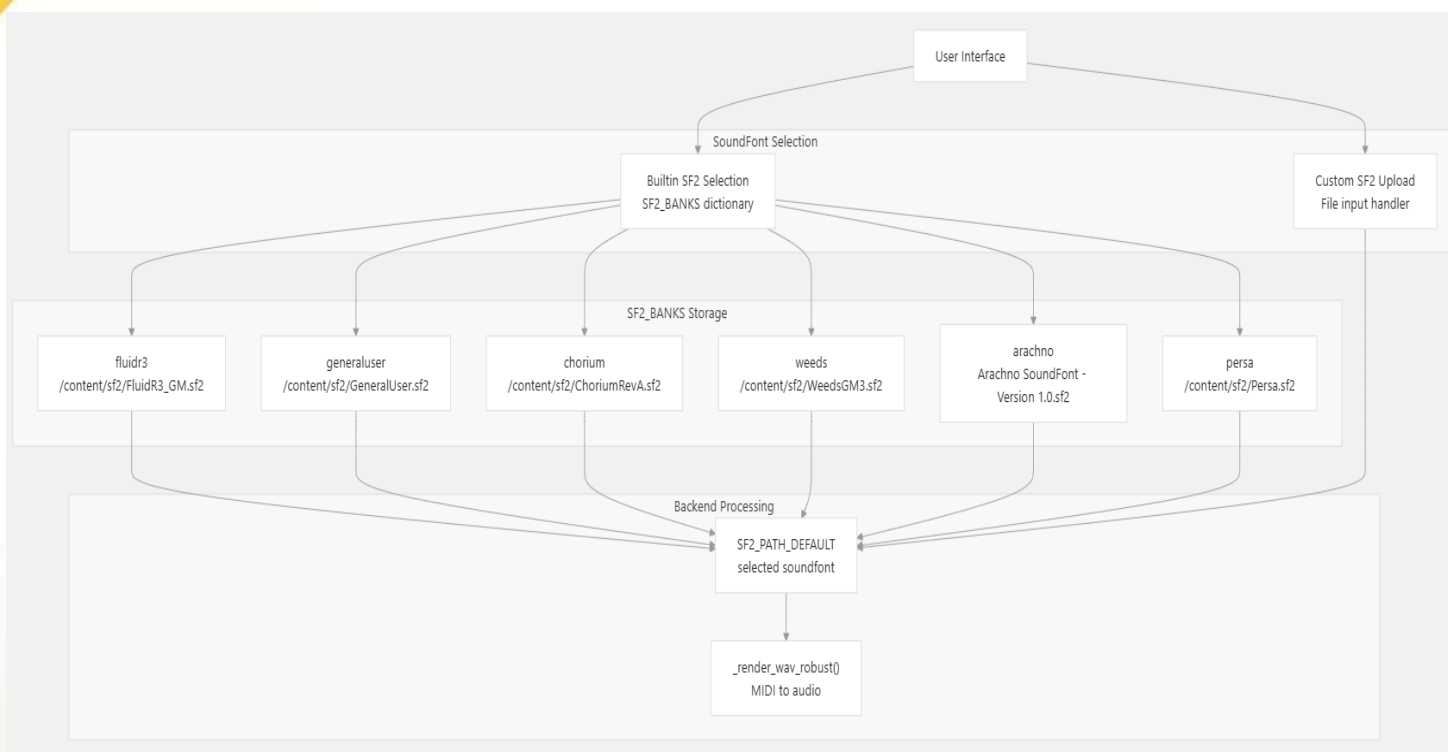 User Interface
SoundFont Selection
Builtin SF2 Selection
SF2_BANKS dictionary
Custom SF2 Upload
File input handler
SF2_BANKS Storage
fluidr3
/content/sf2/FluidR3_GM.sf2
generaluser
/content/sf2/GeneralUser.sf2
chorium
/content/sf2/ChoriumRevA.sf2
weeds
/content/sf2/WeedsGM3.sf2
arachno
Arachno SoundFont -
Version 1.0.sf2
persa
/content/sf2/Persa.sf2
Backend Processing
SF2_PATH_DEFAULT
selected soundfont
_render_wav_robust()
MIDI to audio